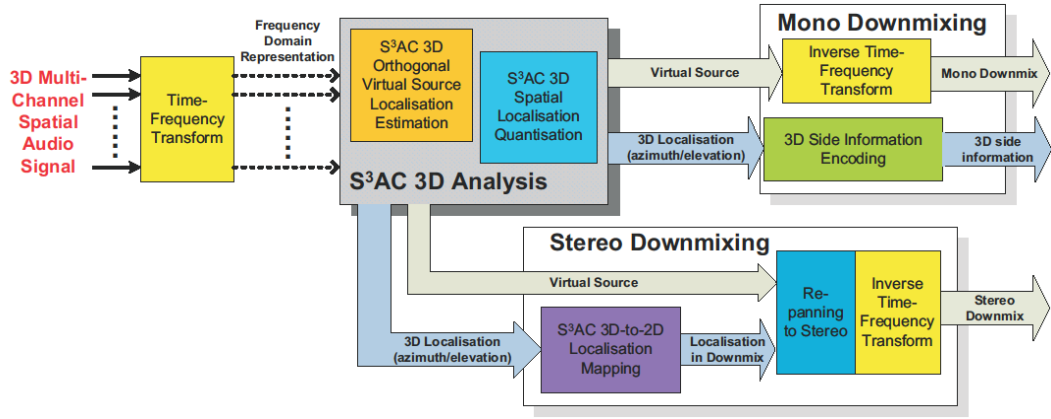 3D Multi-
Channel
Spatial
Audio
Signal
Time-
Frequency
Transform
Frequency
Domain
Representation
S³AC 3D
Orthogonal
Virtual Source
Localisation
Estimation
S³AC 3D
Spatial
Localisation
Quantisation
S³AC 3D Analysis
Mono Downmixing
Virtual Source
Inverse Time-
Frequency
Transform
Mono Downmix
3D Localisation
(azimuth/elevation)
3D Side Information
Encoding
3D side
information
Stereo Downmixing
Virtual Source
3D Localisation
(azimuth/elevation)
S³AC 3D-to-2D
Localisation
Mapping
Localisation
in Downmix
Re-
panning
to Stereo
Inverse
Time-
Frequency
Transform
Stereo
Downmix